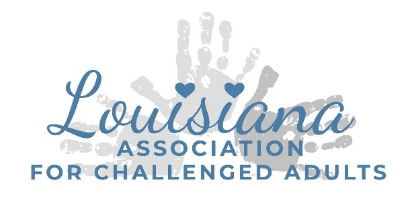 Louisiana
ASSOCIATION
FOR CHALLENGED ADULTS